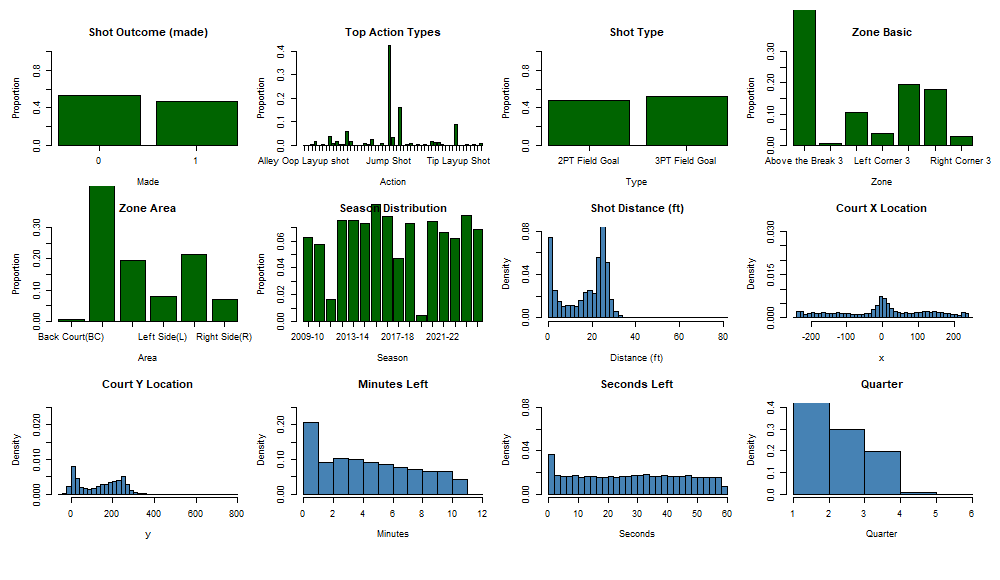 Shot Outcome (made)
Proportion
0.0 0.4 0.8
0 1
Made
Top Action Types
Proportion
0.0 0.1 0.2 0.3 0.4
Alley Oop Layup shot Jump Shot Tip Layup Shot
Action
Shot Type
Proportion
0.0 0.4 0.8
2PT Field Goal 3PT Field Goal
Type
Zone Basic
Proportion
0.00 0.10 0.20 0.30
Above the Break 3 Left Corner 3 Right Corner 3
Zone
Zone Area
Proportion
0.00 0.10 0.20 0.30
Back Court(BC) Left Side(L) Right Side(R)
Area
Season Distribution
Proportion
0.00 0.02 0.04 0.06
2009-10 2013-14 2017-18 2021-22
Season
Shot Distance (ft)
Density
0.00 0.04 0.08
0 20 40 60 80
Distance (ft)
Court X Location
Density
0.000 0.015 0.030
-200 -100 0 100 200
x
Court Y Location
Density
0.000 0.010 0.020
0 200 400 600 800
y
Minutes Left
Density
0.00 0.10 0.20
0 2 4 6 8 10 12
Minutes
Seconds Left
Density
0.00 0.04 0.08
0 10 20 30 40 50 60
Seconds
Quarter
Density
0.0 0.1 0.2 0.3 0.4
1 2 3 4 5 6
Quarter